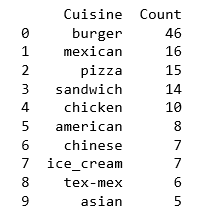 Cuisine Count
0 burger 46
1 mexican 16
2 pizza 15
3 sandwich 14
4 chicken 10
5 american 8
6 chinese 7
7 ice_cream 7
8 tex-mex 6
9 asian 5